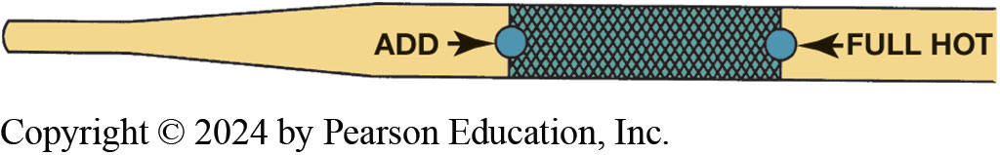 ADD FULL HOT
Copyright © 2024 by Pearson Education, Inc.